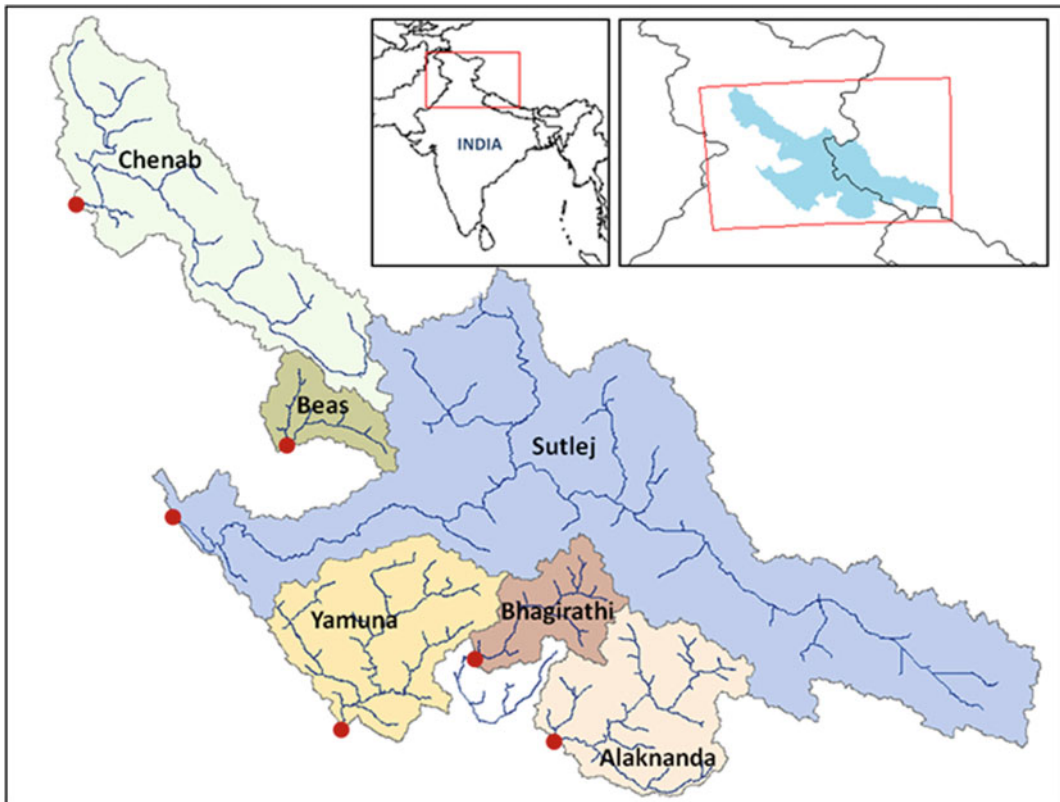 Chenab
INDIA
Beas
Sutlej
Yamuna
Bhagirathi
Alaknanda